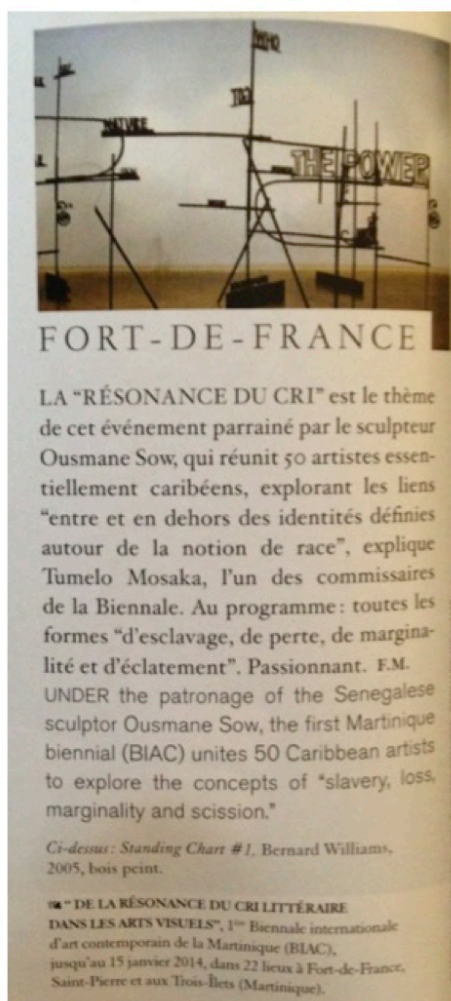 WHO
TO
NATIVE
THE POWER
FORT-DE-FRANCE
LA “RÉSONANCE DU CRI” est le thème
de cet événement parrainé par le sculpteur
Ousmane Sow, qui réunit 50 artistes essen-
tiellement caribéens, explorant les liens
“entre et en dehors des identités définies
autour de la notion de race”, explique
Tumelo Mosaka, l’un des commissaires
de la Biennale. Au programme : toutes les
formes “d’esclavage, de perte, de margina-
lité et d’éclatement”. Passionnant. F.M.
UNDER the patronage of the Senegalese
sculptor Ousmane Sow, the first Martinique
biennial (BIAC) unites 50 Caribbean artists
to explore the concepts of “slavery, loss,
marginality and scission.”
Ci-dessus : Standing Chart #1, Bernard Williams,
2005, bois peint.
“ DE LA RÉSONANCE DU CRI LITTÉRAIRE
DANS LES ARTS VISUELS”, 1ère Biennale internationale
d’art contemporain de la Martinique (BIAC),
jusqu’au 15 janvier 2014, dans 22 lieux à Fort-de-France,
Saint-Pierre et aux Trois-Îlets (Martinique).